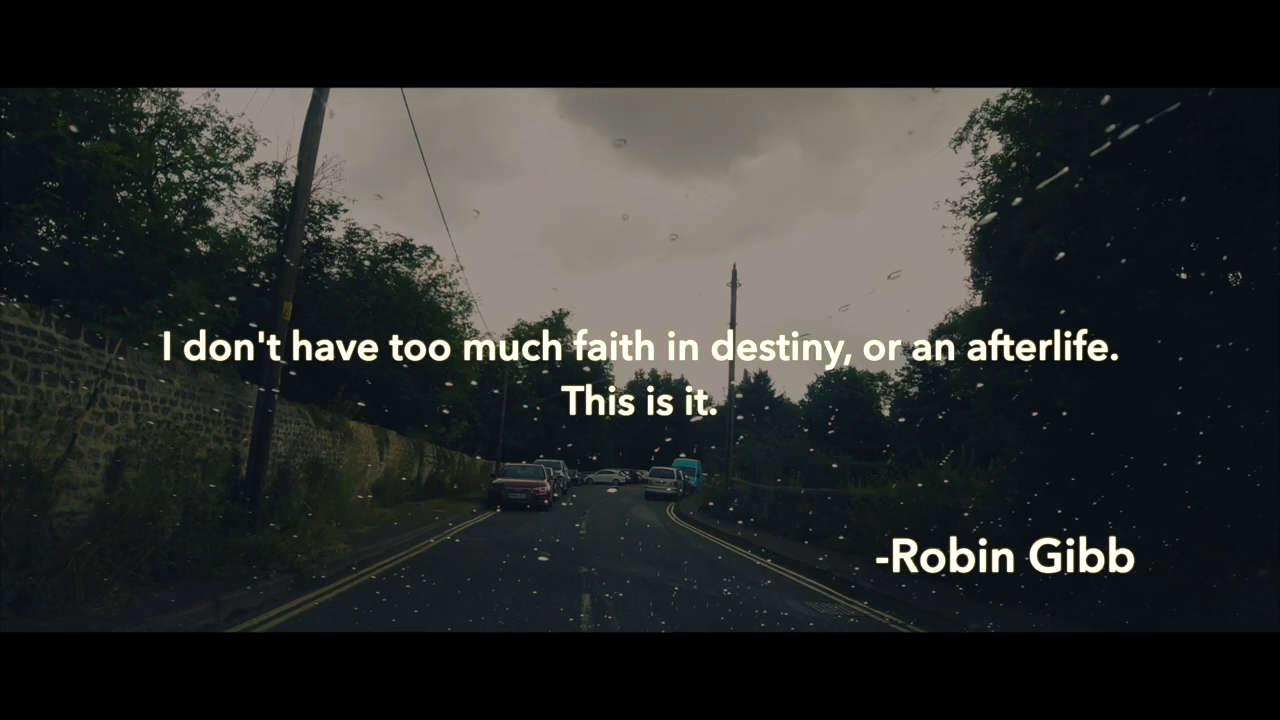 I don't have too much faith in destiny, or an afterlife.
This is it.
-Robin Gibb